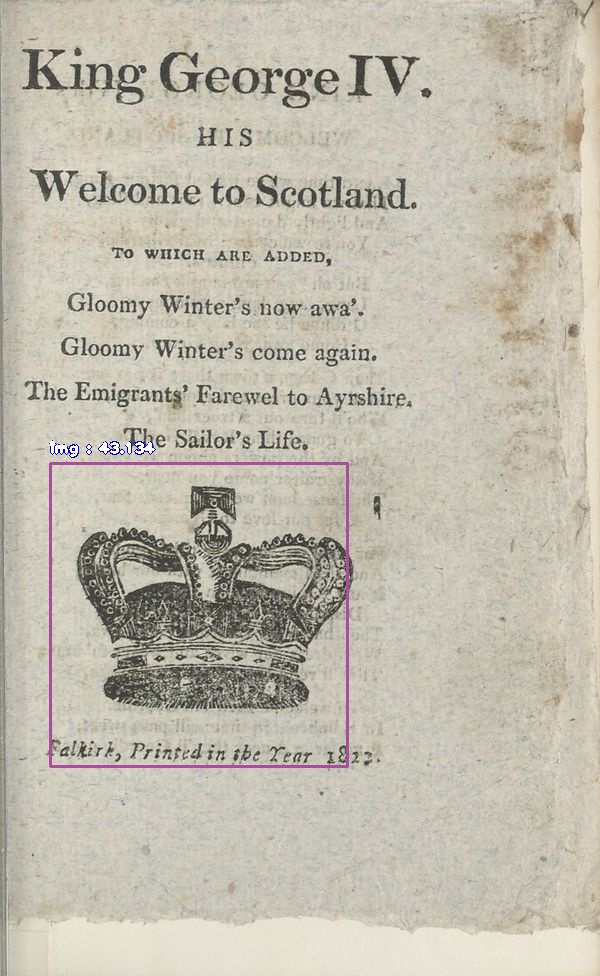 King George IV.
HIS
Welcome to Scotland.
TO WHICH ARE ADDED,
Gloomy Winter's now awa'.
Gloomy Winter's come again.
The Emigrants' Farewel to Ayrshire.
The Sailor's Life.
img : 43.134
Falkirk, Printed in the Year